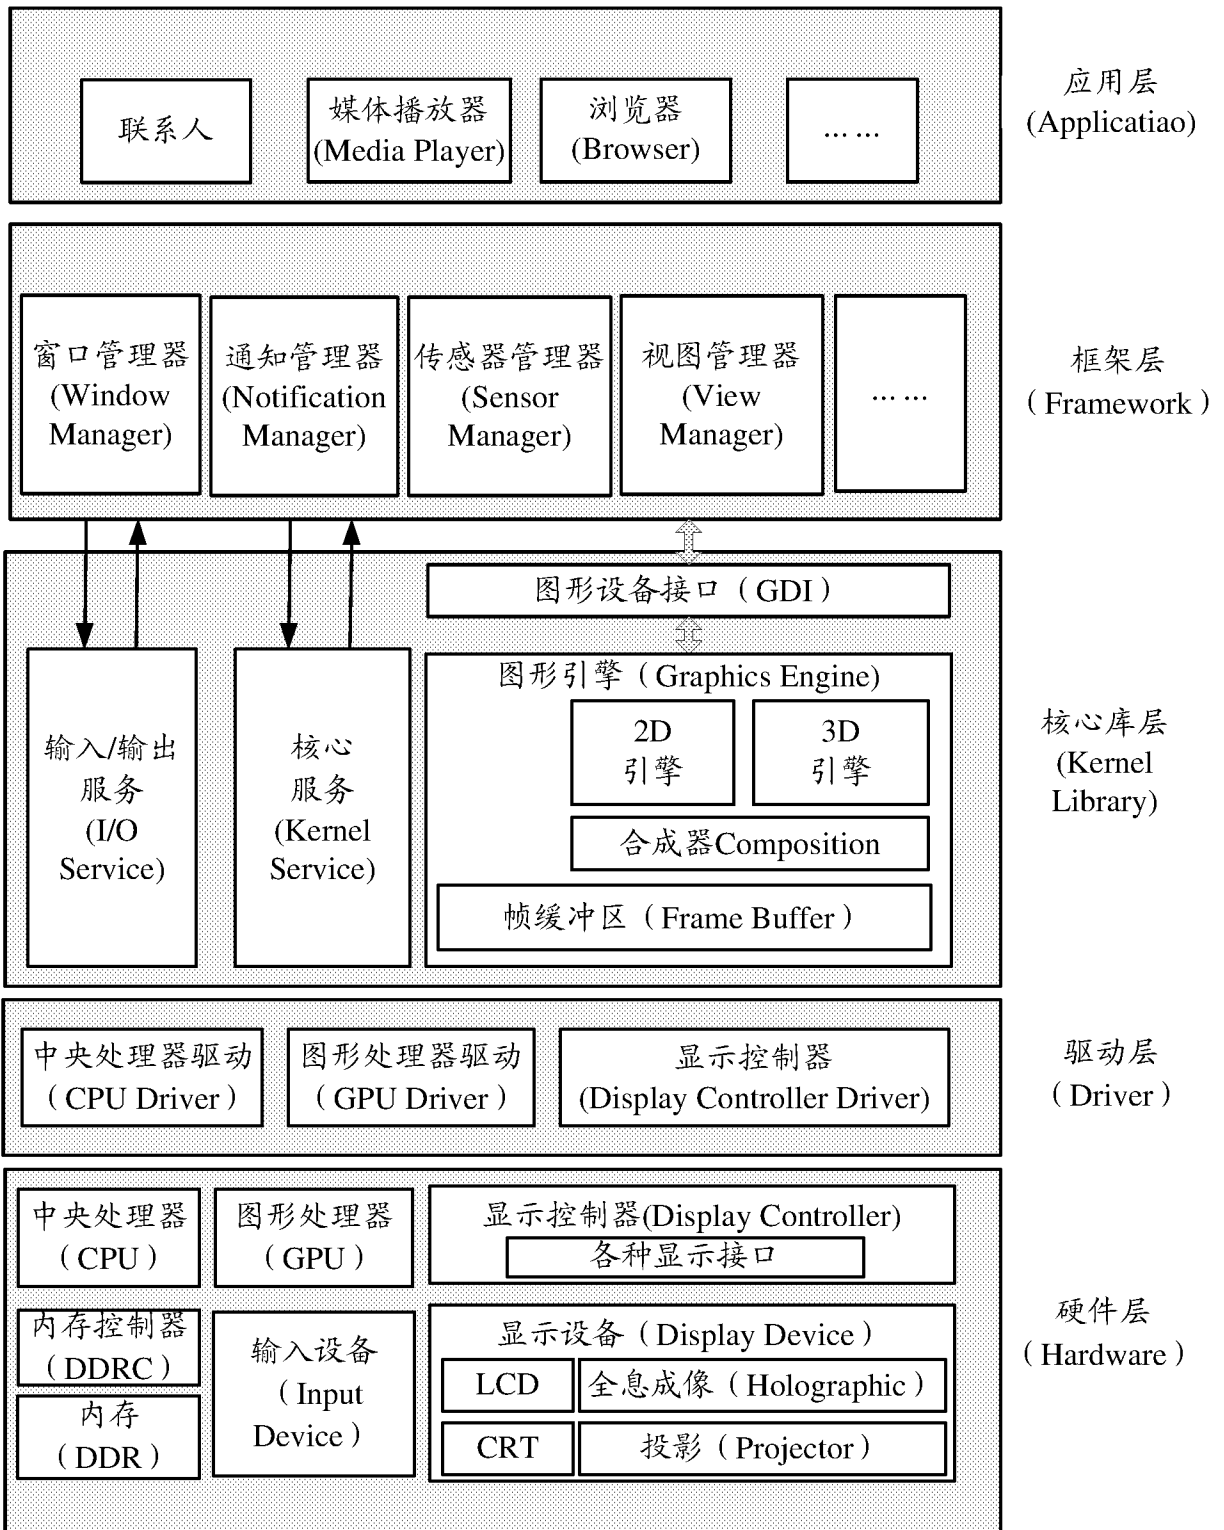 联系人
媒体播放器
(Media Player)
浏览器
(Browser)
... ...
应用层
(Applicatiao)
窗口管理器
(Window
Manager)
通知管理器
(Notification
Manager)
传感器管理器
(Sensor
Manager)
视图管理器
(View
Manager)
... ...
框架层
（Framework）
图形设备接口（GDI）
输入/输出
服务
(I/O
Service)
核心
服务
(Kernel
Service)
图形引擎（Graphics Engine)
2D
引擎
3D
引擎
合成器Composition
帧缓冲区（Frame Buffer）
核心库层
(Kernel
Library)
中央处理器驱动
（CPU Driver）
图形处理器驱动
（GPU Driver）
显示控制器
(Display Controller Driver)
驱动层
（Driver）
中央处理器
（CPU）
图形处理器
（GPU）
显示控制器(Display Controller)
各种显示接口
内存控制器
（DDRC）
内存
（DDR）
输入设备
（Input
Device）
显示设备（Display Device）
LCD
全息成像（Holographic）
CRT
投影（Projector）
硬件层
（Hardware）